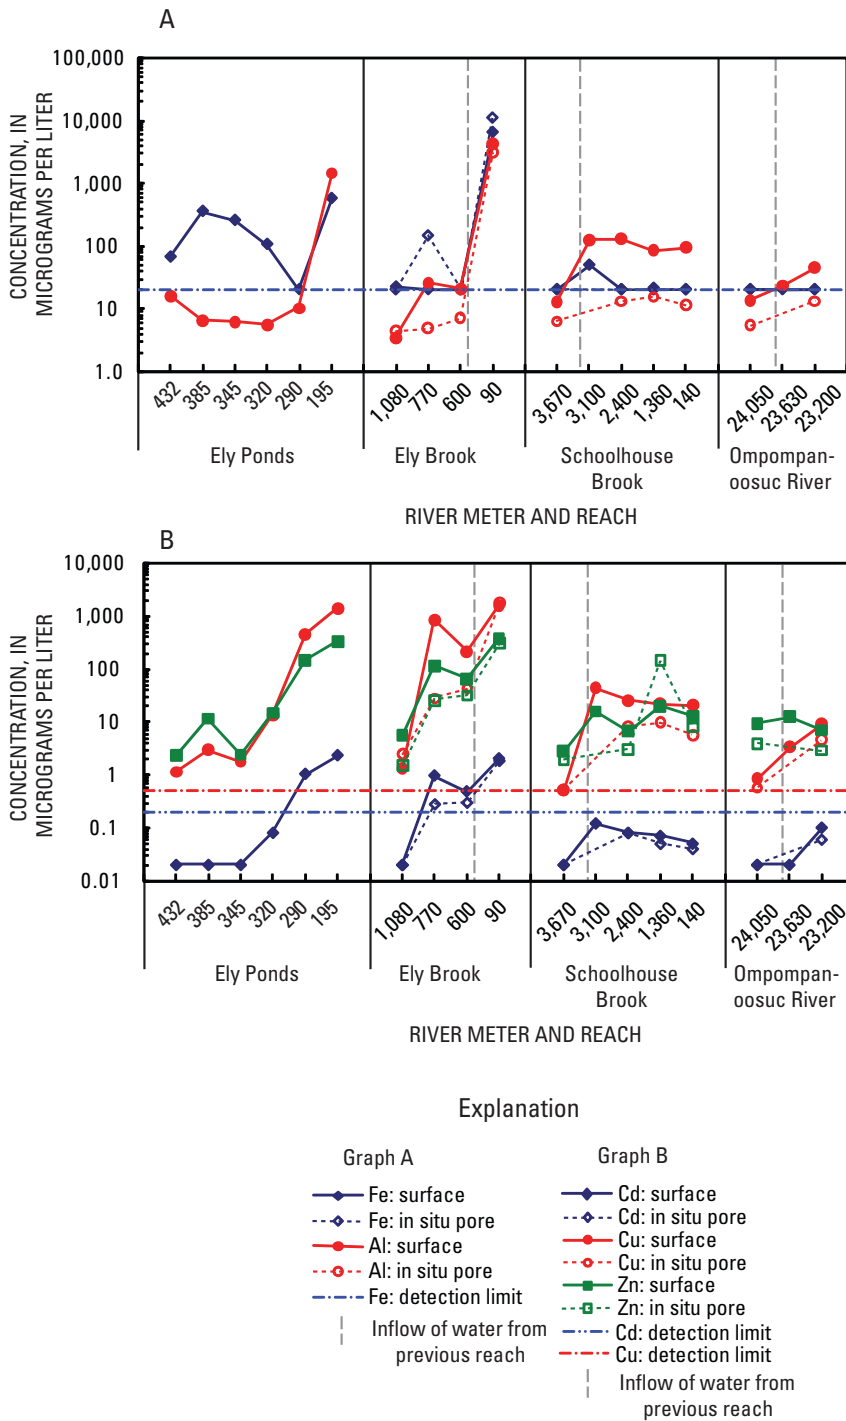 A
CONCENTRATION, IN
MICROGRAMS PER LITER
100,000
10,000
1,000
100
10
1.0
432 385 345 320 290 195 1,080 770 600 90 3,670 3,100 2,400 1,360 140 24,050 23,630 23,200
Ely Ponds Ely Brook Schoolhouse Ompompan-
Brook oosuc River
RIVER METER AND REACH
B
CONCENTRATION, IN
MICROGRAMS PER LITER
10,000
1,000
100
10
1
0.1
0.01
432 385 345 320 290 195 1,080 770 600 90 3,670 3,100 2,400 1,360 140 24,050 23,630 23,200
Ely Ponds Ely Brook Schoolhouse Ompompan-
Brook oosuc River
RIVER METER AND REACH
Explanation
Graph A
Fe: surface
Fe: in situ pore
Al: surface
Al: in situ pore
Fe: detection limit
Inflow of water from
previous reach
Graph B
Cd: surface
Cd: in situ pore
Cu: surface
Cu: in situ pore
Zn: surface
Zn: in situ pore
Cd: detection limit
Cu: detection limit
Inflow of water from
previous reach